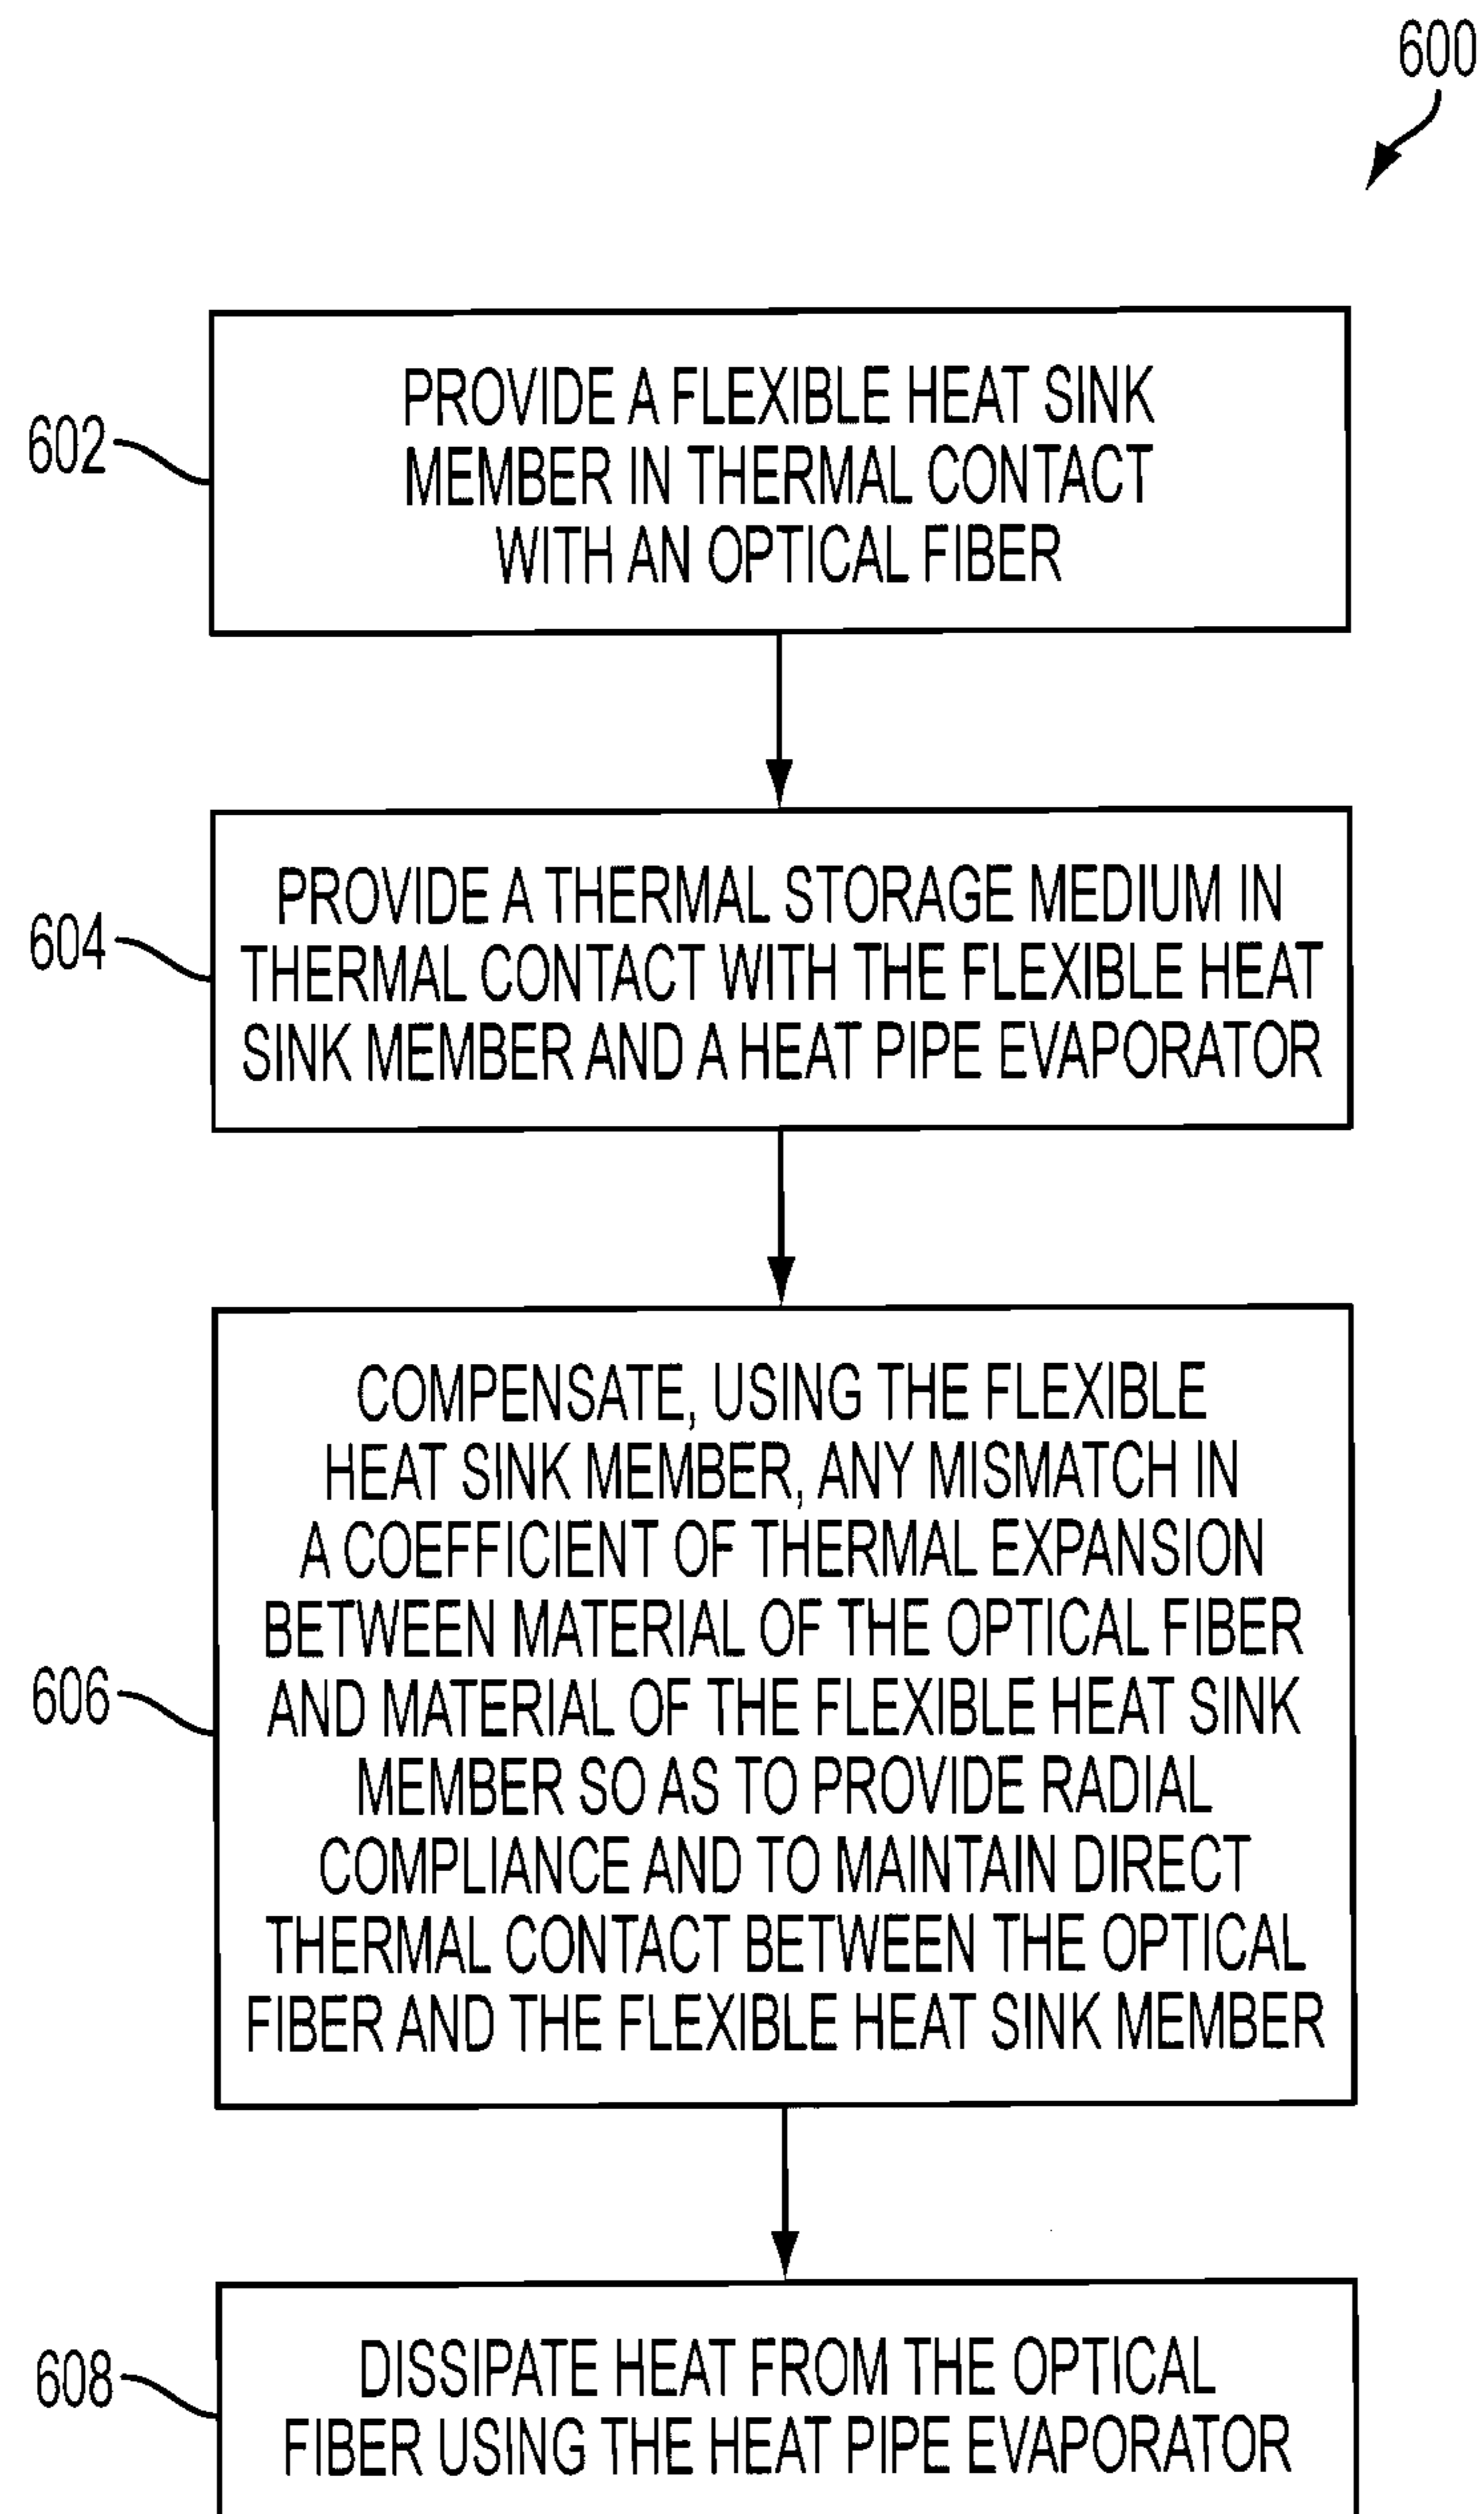 600
602
PROVIDE A FLEXIBLE HEAT SINK
MEMBER IN THERMAL CONTACT
WITH AN OPTICAL FIBER
604
PROVIDE A THERMAL STORAGE MEDIUM IN
THERMAL CONTACT WITH THE FLEXIBLE HEAT
SINK MEMBER AND A HEAT PIPE EVAPORATOR
606
COMPENSATE, USING THE FLEXIBLE
HEAT SINK MEMBER, ANY MISMATCH IN
A COEFFICIENT OF THERMAL EXPANSION
BETWEEN MATERIAL OF THE OPTICAL FIBER
AND MATERIAL OF THE FLEXIBLE HEAT SINK
MEMBER SO AS TO PROVIDE RADIAL
COMPLIANCE AND TO MAINTAIN DIRECT
THERMAL CONTACT BETWEEN THE OPTICAL
FIBER AND THE FLEXIBLE HEAT SINK MEMBER
608
DISSIPATE HEAT FROM THE OPTICAL
FIBER USING THE HEAT PIPE EVAPORATOR